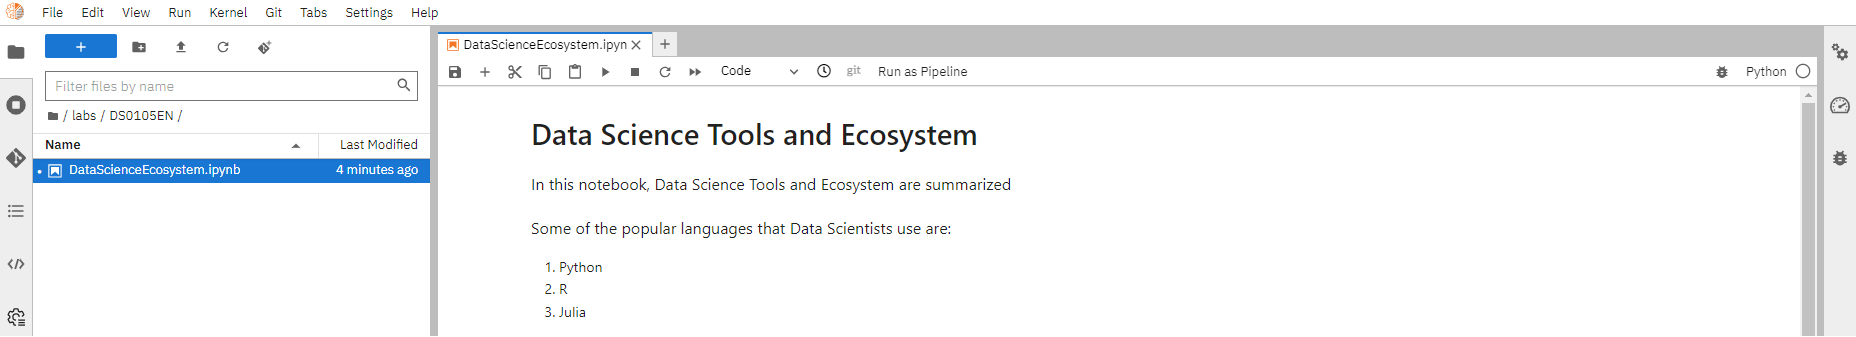 File Edit View Run Kernel Git Tabs Settings Help
Filter files by name
/ labs / DS0105EN /
Name Last Modified
DataScienceEcosystem.ipynb 4 minutes ago
DataScienceEcosystem.ipyn
Code git Run as Pipeline Python
Data Science Tools and Ecosystem
In this notebook, Data Science Tools and Ecosystem are summarized
Some of the popular languages that Data Scientists use are:
1. Python
2. R
3. Julia